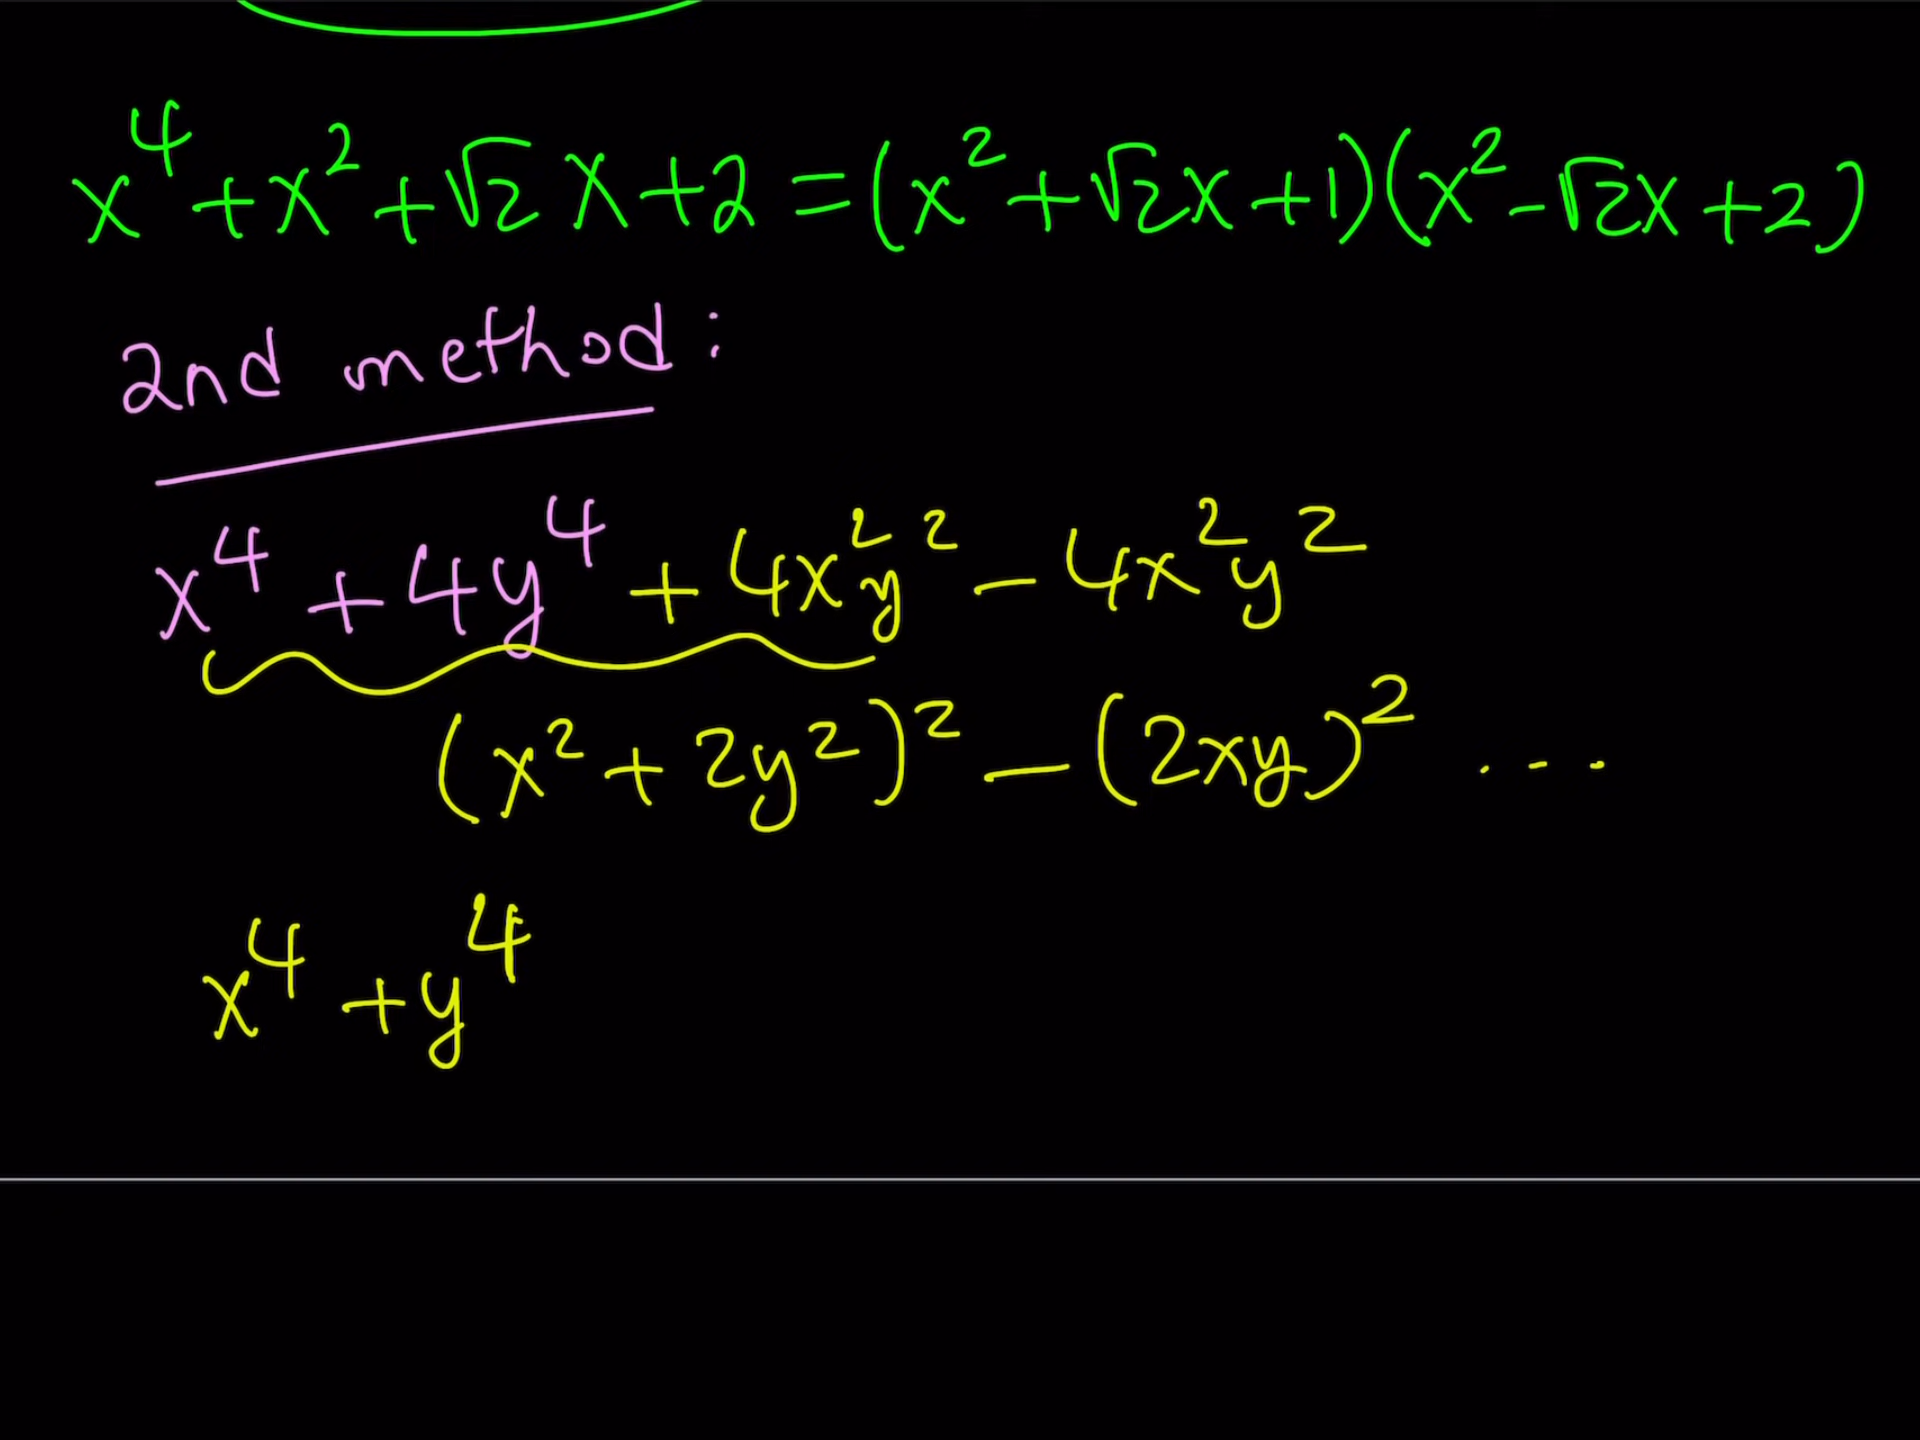 x⁴ + x² + √2 x + 2 = (x² + √2x + 1)(x² - √2x + 2)
2nd method:
x⁴ + 4y⁴ + 4x²y² - 4x²y²
(x² + 2y²)² - (2xy)² ...
x⁴ + y⁴